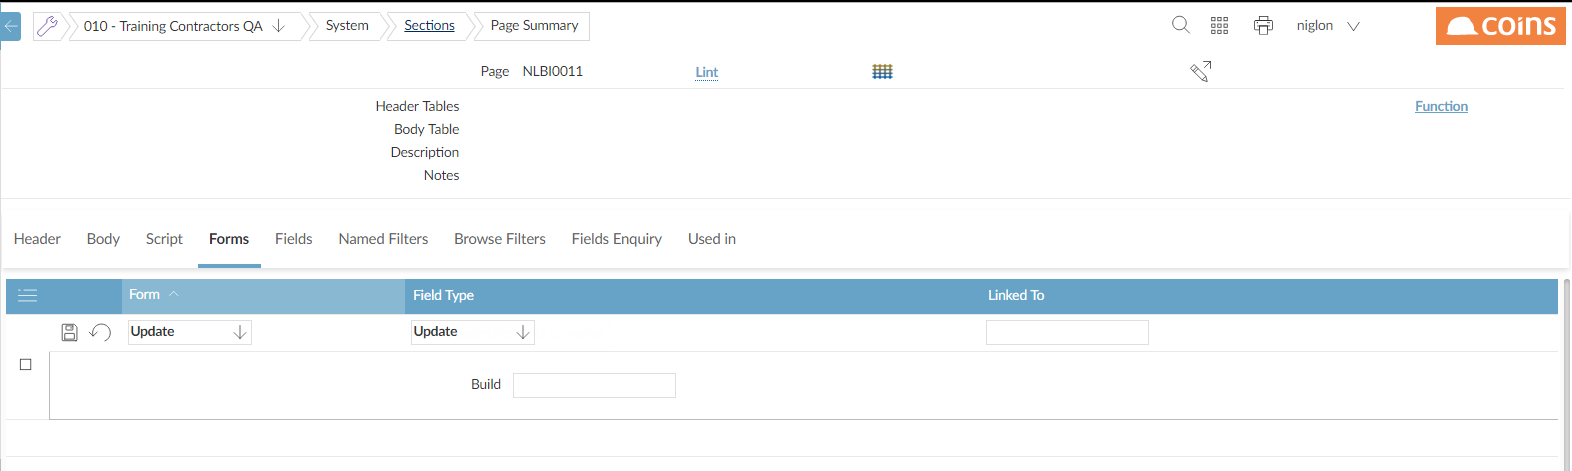 010 - Training Contractors QA System Sections Page Summary niglon coins
Page NLBI0011 Lint
Header Tables Function
Body Table
Description
Notes
Header Body Script Forms Fields Named Filters Browse Filters Fields Enquiry Used in
Form Field Type Linked To
Update Update
Build